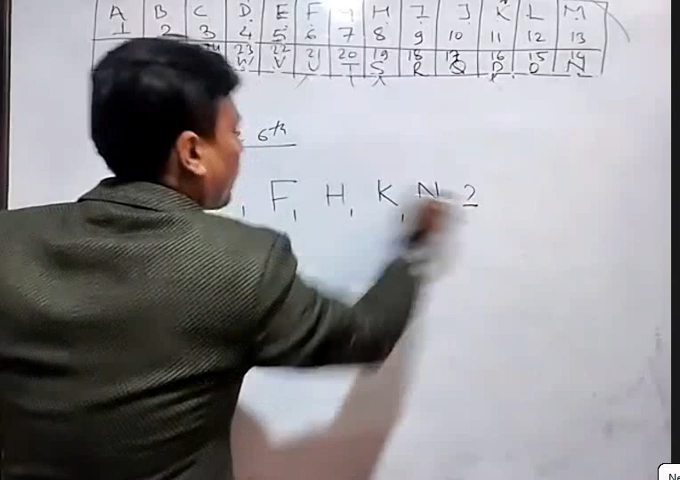 A B C D E F G H I J K L M
1 2 3 4 5 6 7 8 9 10 11 12 13
24 23 22 21 20 19 18 17 16 15 14
W V U T S R Q P O N
6th
, F, H, K, N ?
Ne